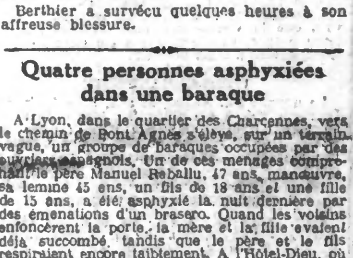 Berthier a survécu quelques heures à son
affreuse blessure.
Quatre personnes asphyxiées
dans une baraque
A Lyon, dans le quartier des Charpennes, vers
le chemin de Pont Agnès s'élève, sur un terrain
vague, un groupe de baraques occupées par des
ouvriers espagnols. Un de ces ménages compre-
nant le père Manuel Reballu, 47 ans, manœuvre,
sa femme 45 ans, un fils de 18 ans et une fille
de 15 ans, a été asphyxié la nuit dernière par
des émenations d'un brasero. Quand les voisins
enfoncèrent la porte, la mère et la fille avaient
déjà succombé, tandis que le père et le fils
respiraient encore faiblement. A l'Hôtel-Dieu, où